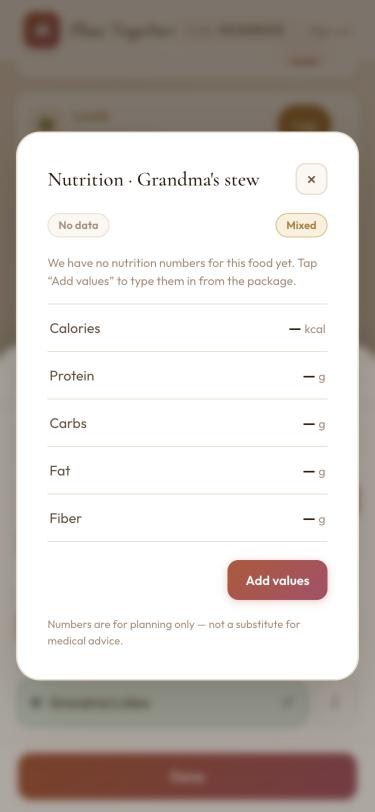 Nutrition · Grandma's stew
×
No data
Mixed
We have no nutrition numbers for this food yet. Tap
“Add values” to type them in from the package.
Calories — kcal
Protein — g
Carbs — g
Fat — g
Fiber — g
Add values
Numbers are for planning only — not a substitute for
medical advice.